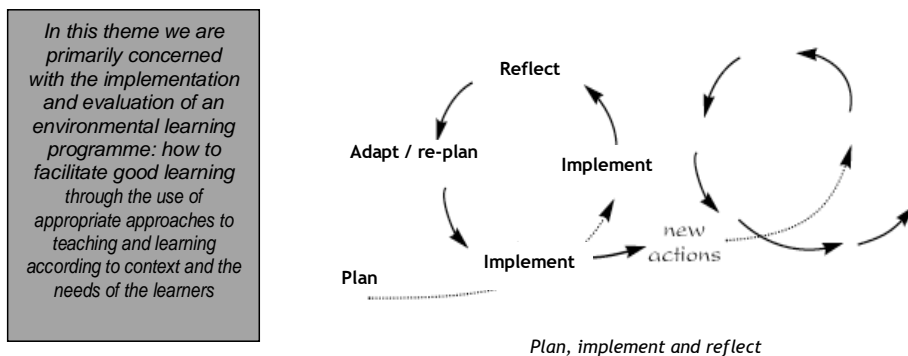 In this theme we are
primarily concerned
with the implementation
and evaluation of an
environmental learning
programme: how to
facilitate good learning
through the use of
appropriate approaches to
teaching and learning
according to context and the
needs of the learners
Reflect
Adapt / re-plan
Implement
Implement
Plan
new
actions
Plan, implement and reflect